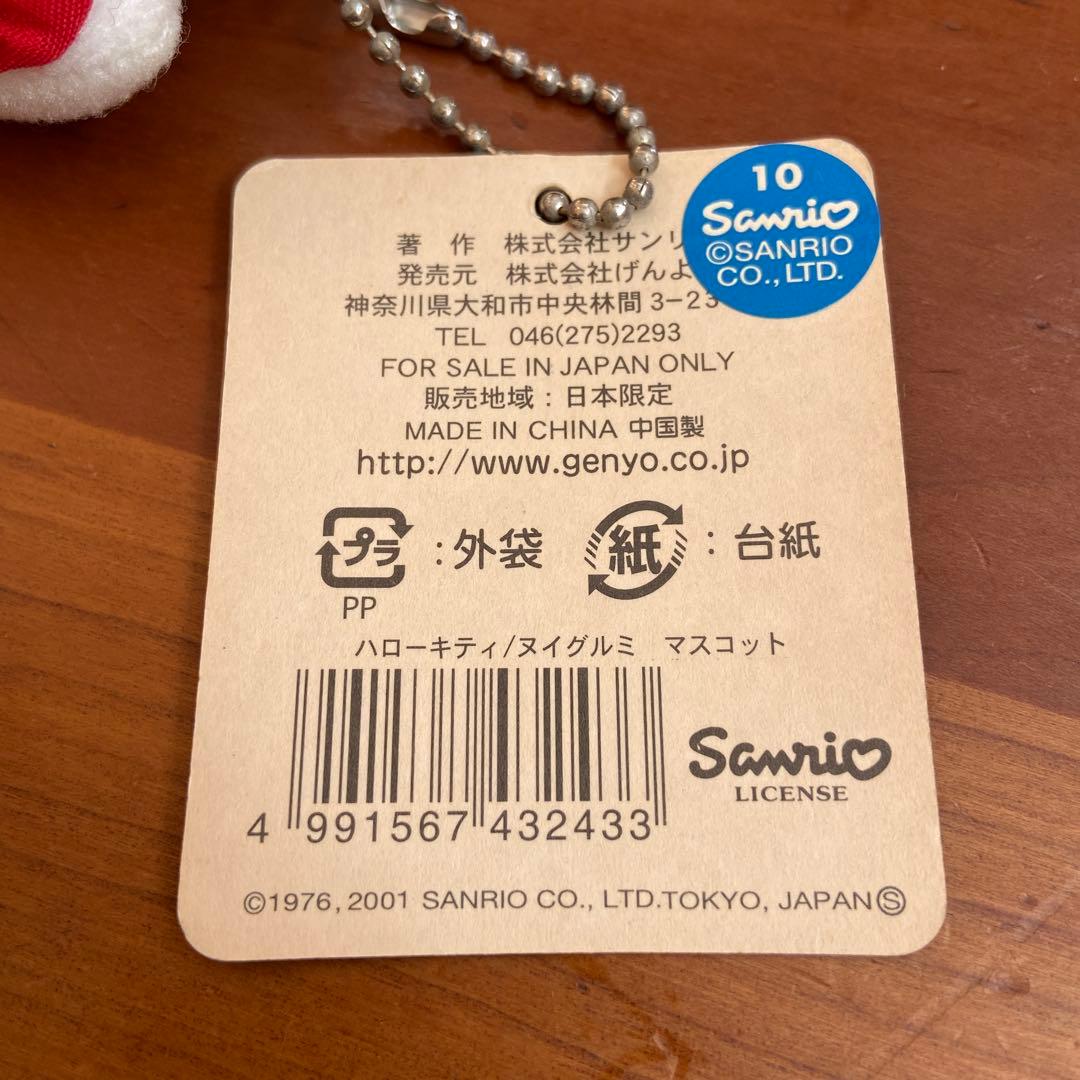 10
Sanrio
©SANRIO
CO., LTD.
著 作 株式会社サンリ
発売元 株式会社げんよ
神奈川県大和市中央林間3-23
TEL 046(275)2293
FOR SALE IN JAPAN ONLY
販売地域:日本限定
MADE IN CHINA 中国製
http://www.genyo.co.jp
プラ :外袋 紙 :台紙
PP
ハローキティ/ヌイグルミ マスコット
4 991567 432433
Sanrio
LICENSE
©1976, 2001 SANRIO CO., LTD.TOKYO, JAPAN Ⓢ